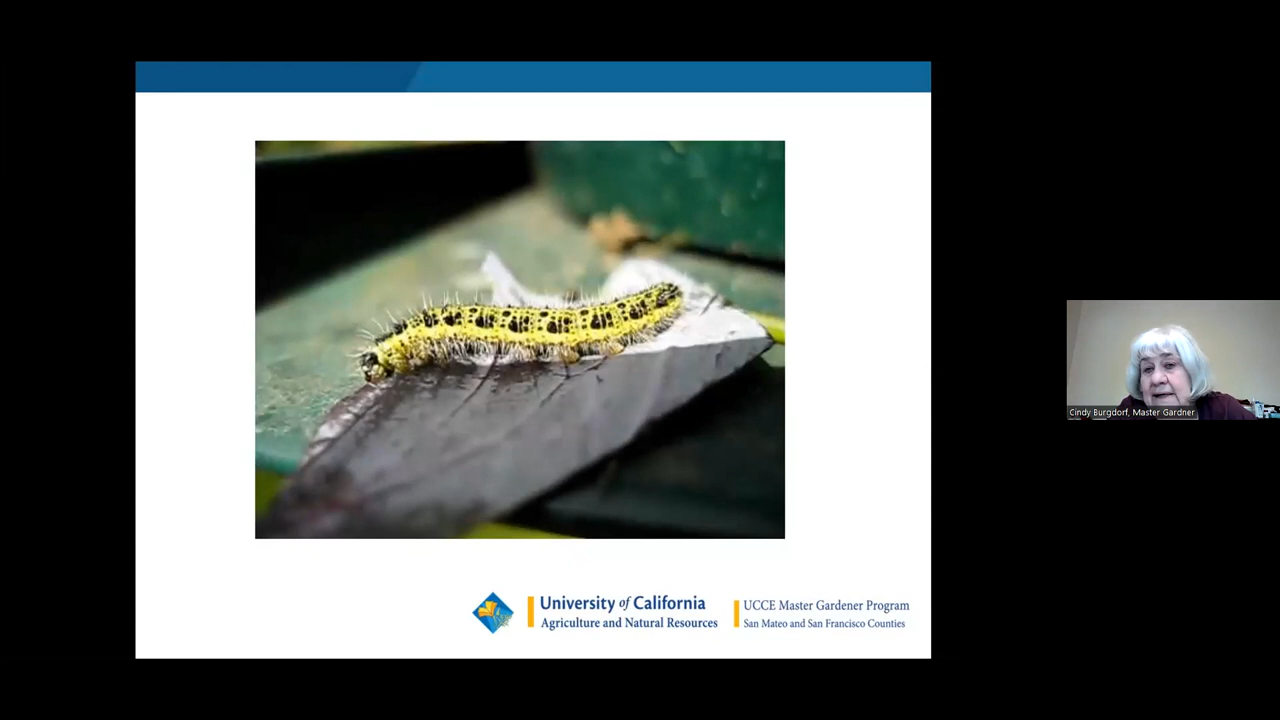 University of California
Agriculture and Natural Resources
UCCE Master Gardener Program
San Mateo and San Francisco Counties
Cindy Burgdorf, Master Gardner